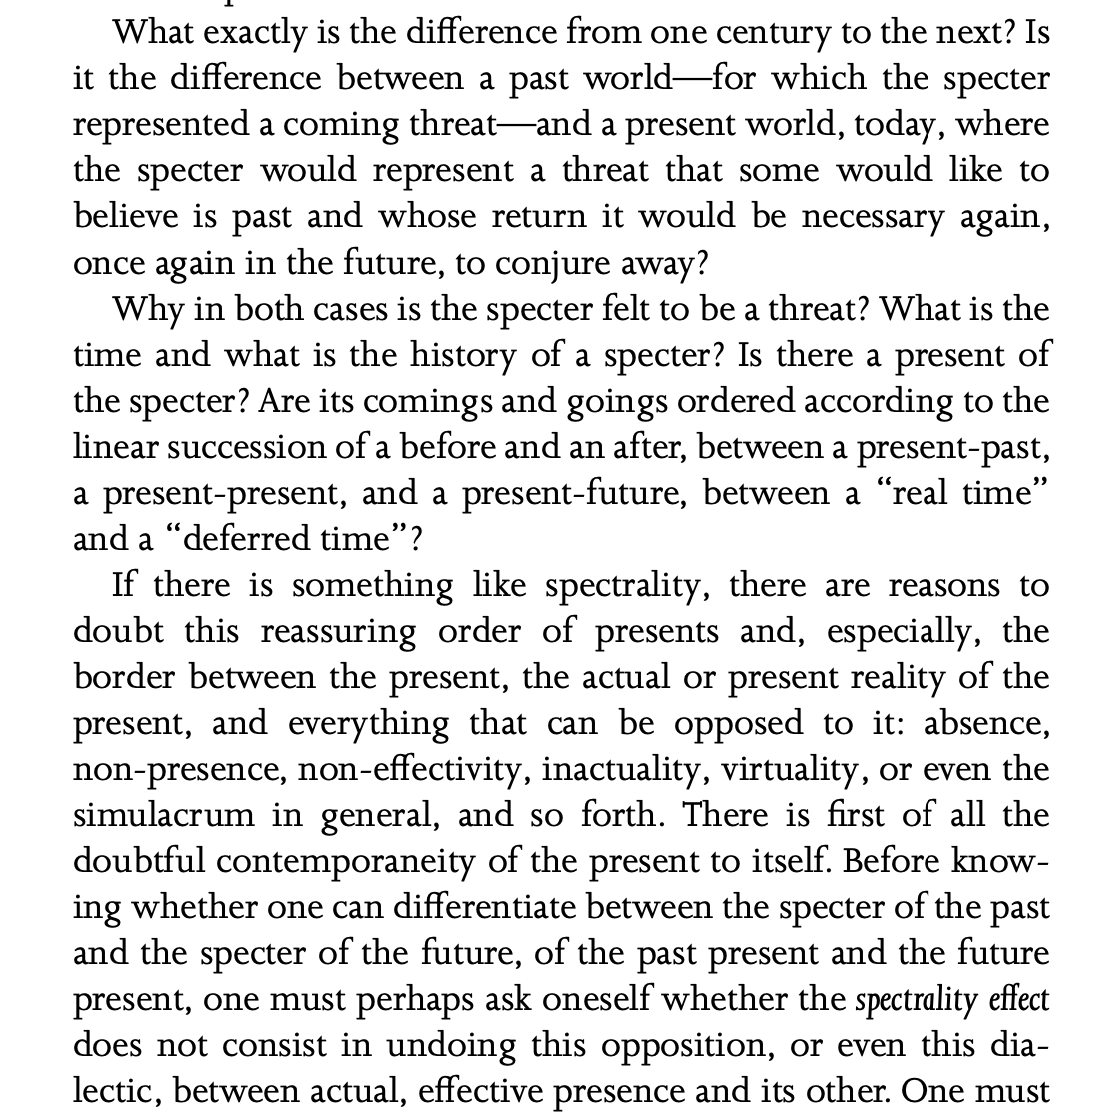 What exactly is the difference from one century to the next? Is
it the difference between a past world—for which the specter
represented a coming threat—and a present world, today, where
the specter would represent a threat that some would like to
believe is past and whose return it would be necessary again,
once again in the future, to conjure away?
Why in both cases is the specter felt to be a threat? What is the
time and what is the history of a specter? Is there a present of
the specter? Are its comings and goings ordered according to the
linear succession of a before and an after, between a present-past,
a present-present, and a present-future, between a “real time”
and a “deferred time”?
If there is something like spectrality, there are reasons to
doubt this reassuring order of presents and, especially, the
border between the present, the actual or present reality of the
present, and everything that can be opposed to it: absence,
non-presence, non-effectivity, inactuality, virtuality, or even the
simulacrum in general, and so forth. There is first of all the
doubtful contemporaneity of the present to itself. Before know-
ing whether one can differentiate between the specter of the past
and the specter of the future, of the past present and the future
present, one must perhaps ask oneself whether the spectrality effect
does not consist in undoing this opposition, or even this dia-
lectic, between actual, effective presence and its other. One must